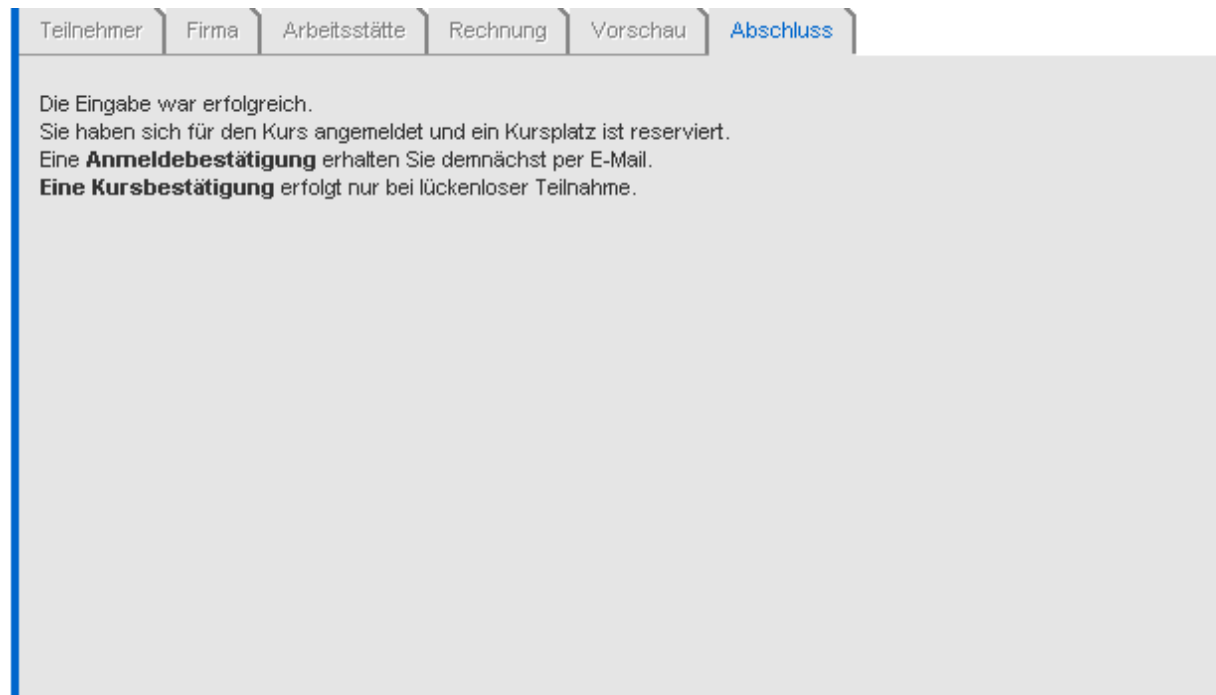 Teilnehmer Firma Arbeitsstätte Rechnung Vorschau Abschluss
Die Eingabe war erfolgreich.
Sie haben sich für den Kurs angemeldet und ein Kursplatz ist reserviert.
Eine Anmeldebestätigung erhalten Sie demnächst per E-Mail.
Eine Kursbestätigung erfolgt nur bei lückenloser Teilnahme.